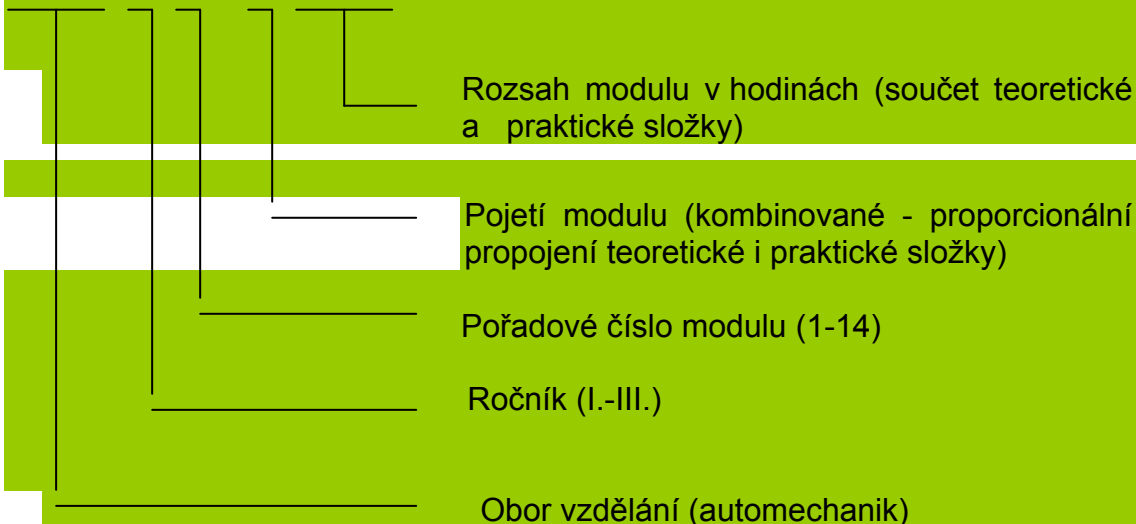 Rozsah modulu v hodinách (součet teoretické
a praktické složky)
Pojetí modulu (kombinované - proporcionální
propojení teoretické i praktické složky)
Pořadové číslo modulu (1-14)
Ročník (I.-III.)
Obor vzdělání (automechanik)